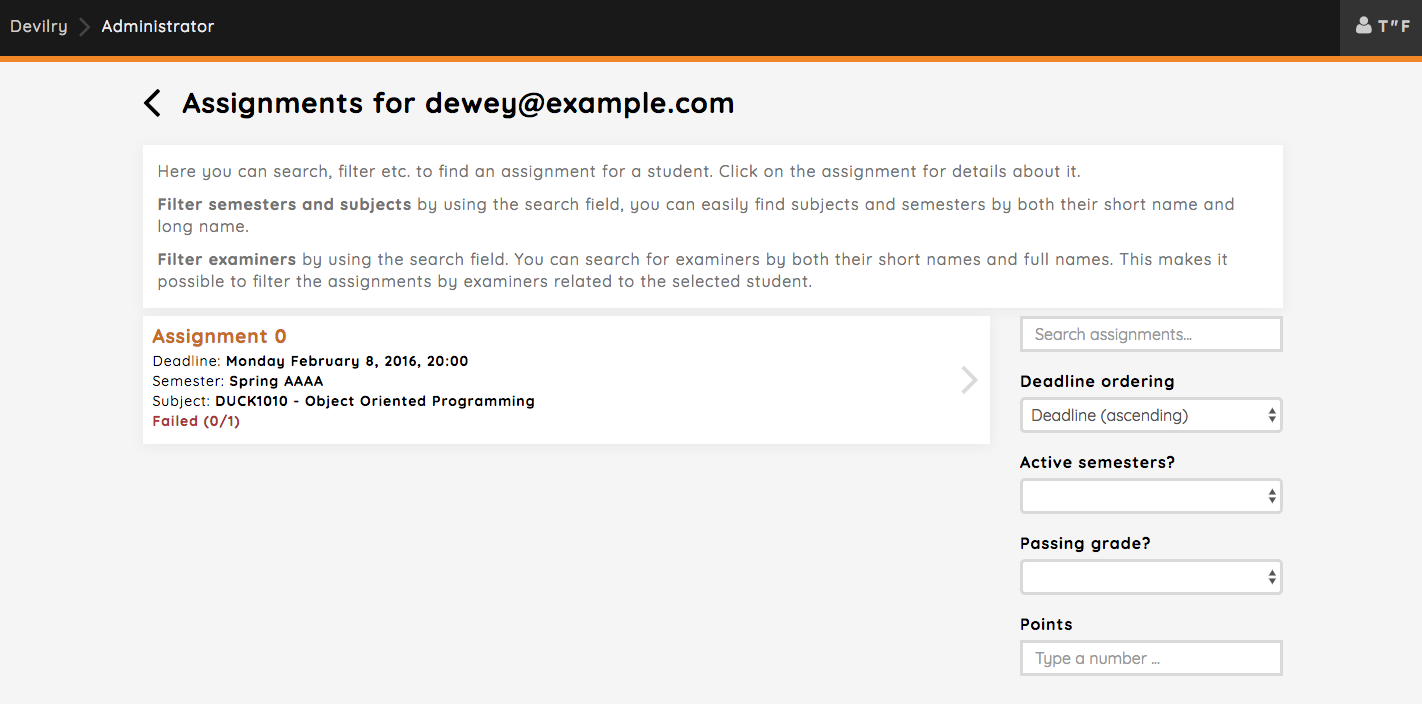 Devilry
Administrator
T"F
Assignments for dewey@example.com
Here you can search, filter etc. to find an assignment for a student. Click on the assignment for details about it.
Filter semesters and subjects by using the search field, you can easily find subjects and semesters by both their short name and
long name.
Filter examiners by using the search field. You can search for examiners by both their short names and full names. This makes it
possible to filter the assignments by examiners related to the selected student.
Assignment 0
Deadline: Monday February 8, 2016, 20:00
Semester: Spring AAAA
Subject: DUCK1010 - Object Oriented Programming
Failed (0/1)
Search assignments...
Deadline ordering
Deadline (ascending)
Active semesters?
Passing grade?
Points
Type a number ...